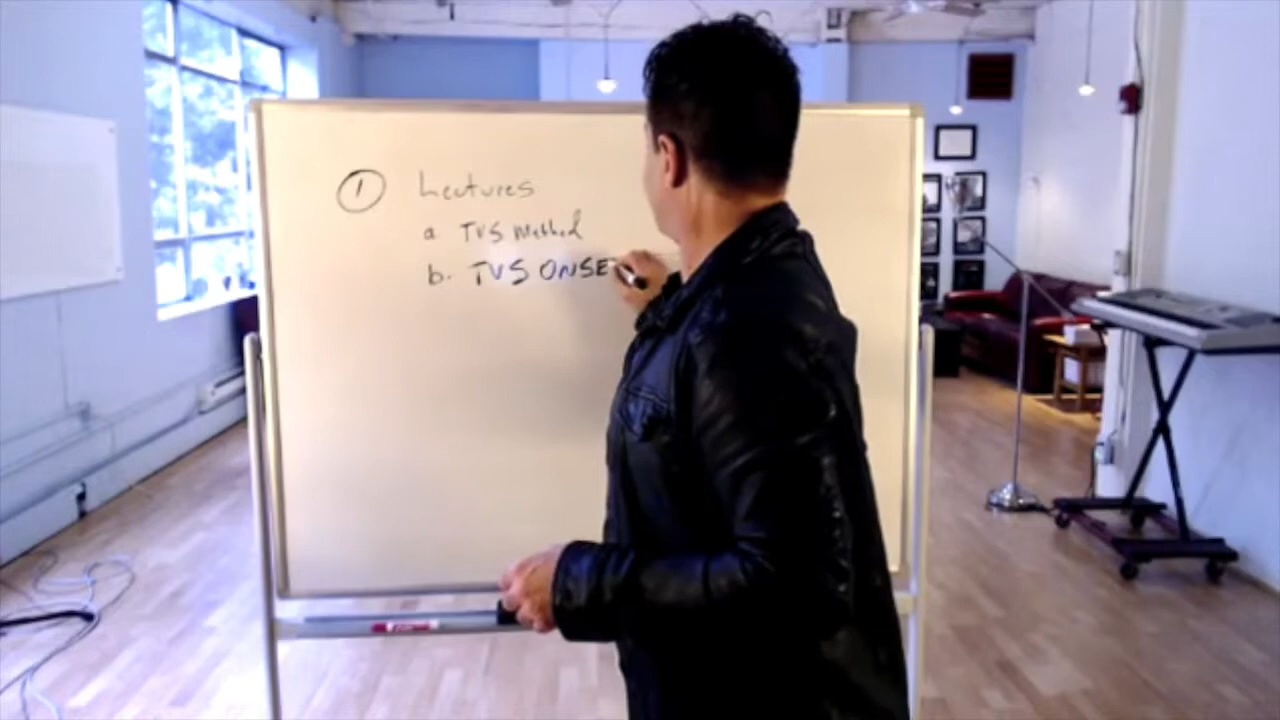 ① Lectures
a TVS Method
b. TVS ONSE